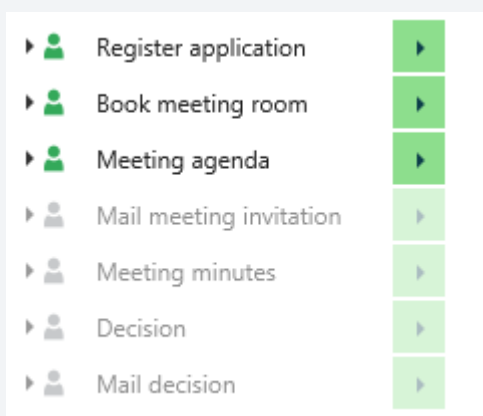 Register application
Book meeting room
Meeting agenda
Mail meeting invitation
Meeting minutes
Decision
Mail decision